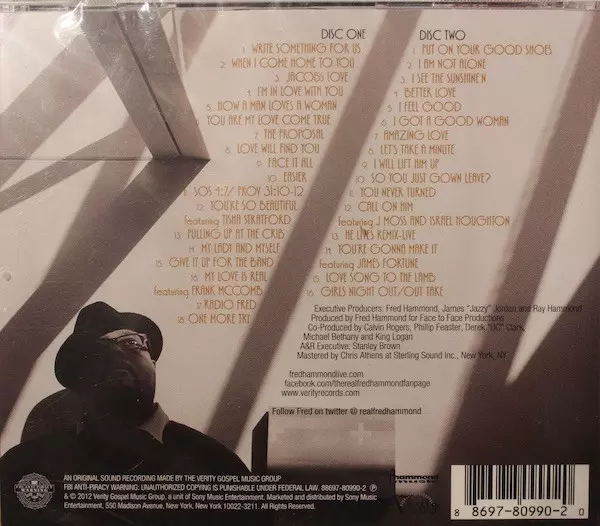 DISC ONE
1. WRITE SOMETHING FOR US
2. WHEN I COME HOME TO YOU
3. JACOBS LOVE
4. I'M IN LOVE WITH YOU
5. HOW A MAN LOVES A WOMAN
YOU ARE MY LOVE COME TRUE
7. THE PROPOSAL
8. LOVE WILL FIND YOU
9. FACE IT ALL
10. EASIER
11. SOS 4:7/ PROV 31:10-12
12. YOU'RE SO BEAUTIFUL
featuring TISHA STRATFORD
13. PULLING UP AT THE CRIB
14. MY LADY AND MYSELF
15. GIVE IT UP FOR THE BAND
16. MY LOVE IS REAL
featuring FRANK MCCOMB
17. RADIO FRED
18. ONE MORE TRY
DISC TWO
1. PUT ON YOUR GOOD SHOES
2. I AM NOT ALONE
3. I SEE THE SUNSHINE'N
4. BETTER LOVE
5. I FEEL GOOD
6. I GOT A GOOD WOMAN
7. AMAZING LOVE
8. LET'S TAKE A MINUTE
9. I WILL LIFT HIM UP
10. SO YOU JUST GOWN LEAVE?
11. YOU NEVER TURNED
12. CALL ON HIM
featuring J MOSS AND ISRAEL HOUGHTON
13. HE LIVES REMIX-LIVE
14. YOU'RE GONNA MAKE IT
featuring JAMES FORTUNE
15. LOVE SONG TO THE LAMB
16. GIRLS NIGHT OUT/OUT TAKE
Executive Producers: Fred Hammond, James "Jazzy" Jordan and Ray Hammond
Produced by Fred Hammond for Face to Face Productions
Co-Produced by Calvin Rogers, Phillip Feaster, Derek "UC" Clark,
Michael Bethany and King Logan
A&R Executive: Stanley Brown
Mastered by Chris Athens at Sterling Sound Inc., New York, NY
fredhammondlive.com
facebook.com/therealfredhammondfanpage
www.verityrecords.com
Follow Fred on twitter @ realfredhammond
AN ORIGINAL SOUND RECORDING MADE BY THE VERITY GOSPEL MUSIC GROUP
FBI ANTI-PIRACY WARNING: UNAUTHORIZED COPYING IS PUNISHABLE UNDER FEDERAL LAW. 88697-80990-2 ℗
& © 2012 Verity Gospel Music Group, a unit of Sony Music Entertainment. Marketed and distributed by Sony Music
Entertainment, 550 Madison Avenue, New York, New York 10022-3211. All Rights Reserved.
hammond
8 8697-80990-2 0